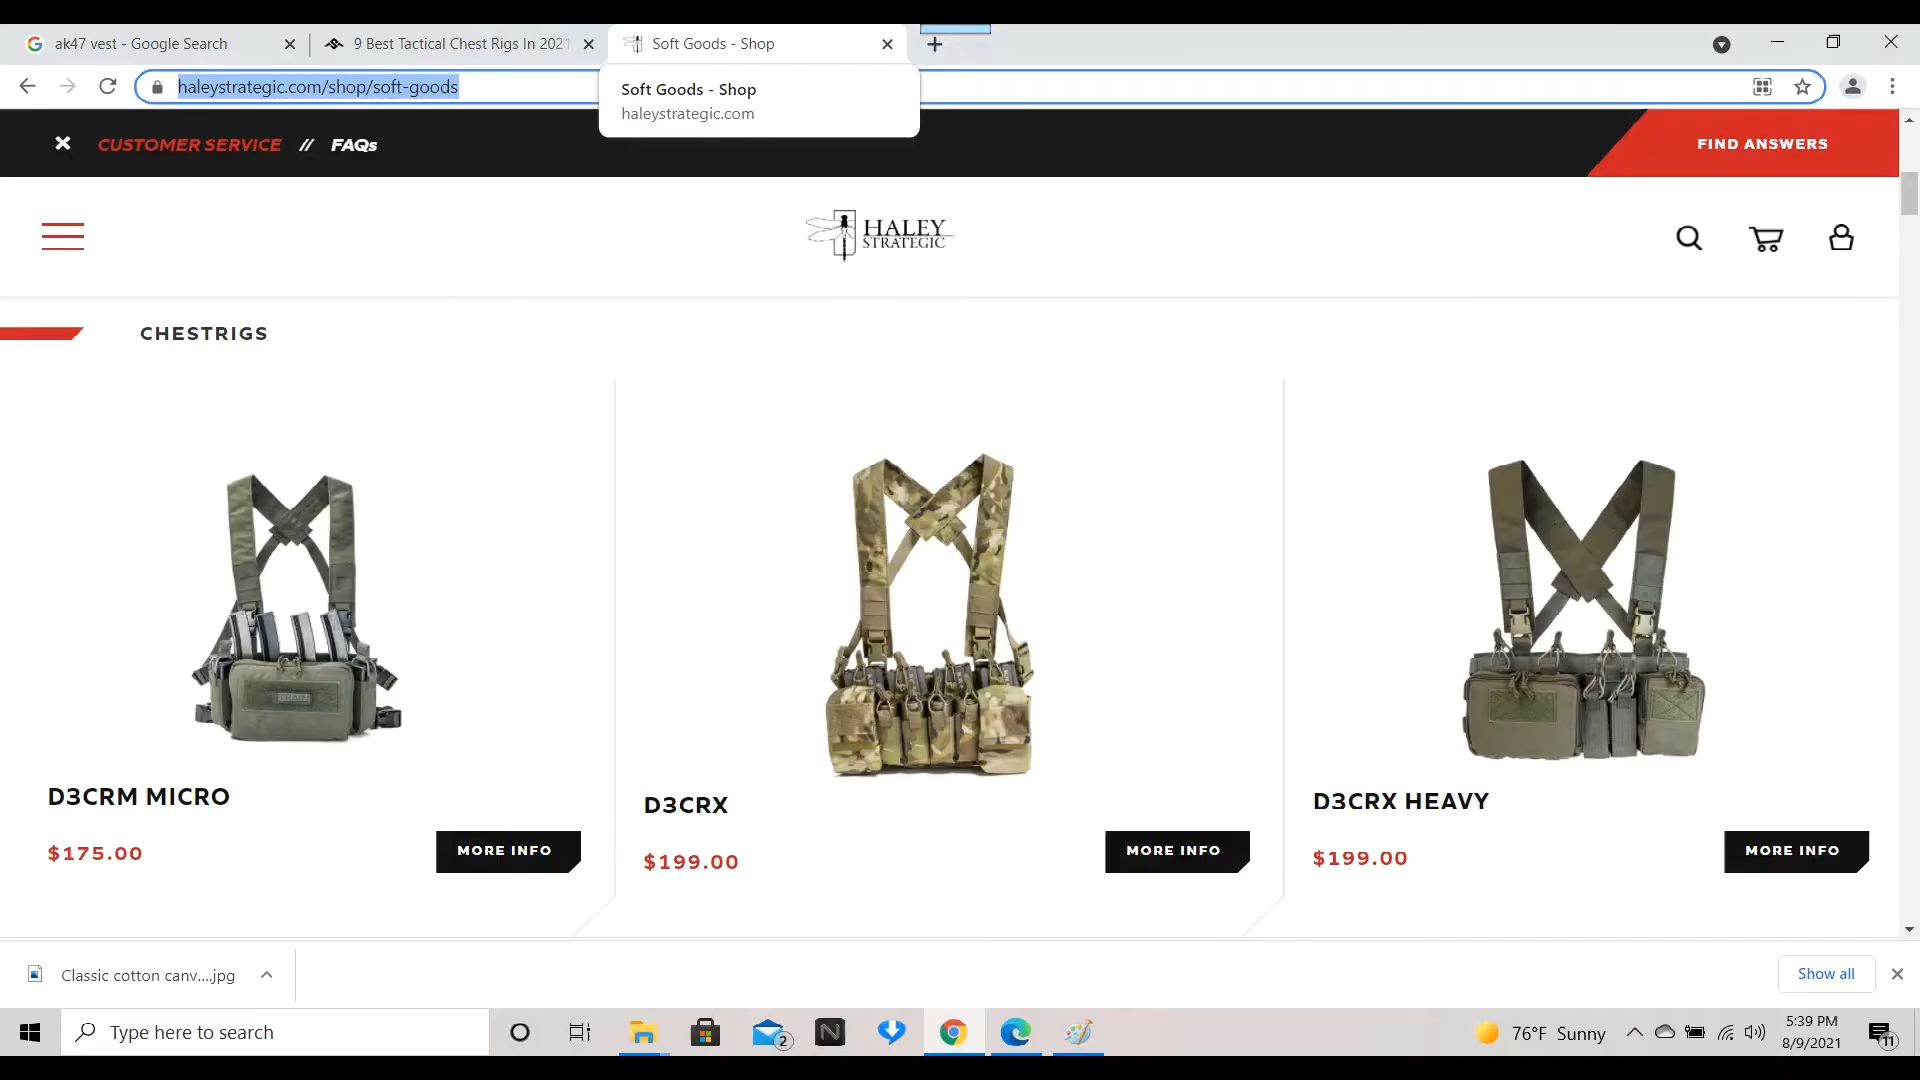 ak47 vest - Google Search
9 Best Tactical Chest Rigs In 2021
Soft Goods - Shop
haleystrategic.com/shop/soft-goods
Soft Goods - Shop
haleystrategic.com
CUSTOMER SERVICE // FAQs
FIND ANSWERS
HALEY
STRATEGIC
CHESTRIGS
TRAIN
D3CRM MICRO
$175.00
MORE INFO
D3CRX
$199.00
MORE INFO
D3CRX HEAVY
$199.00
MORE INFO
Classic cotton canv....jpg
Show all
Type here to search
2
N
76°F Sunny
5:39 PM
8/9/2021
11